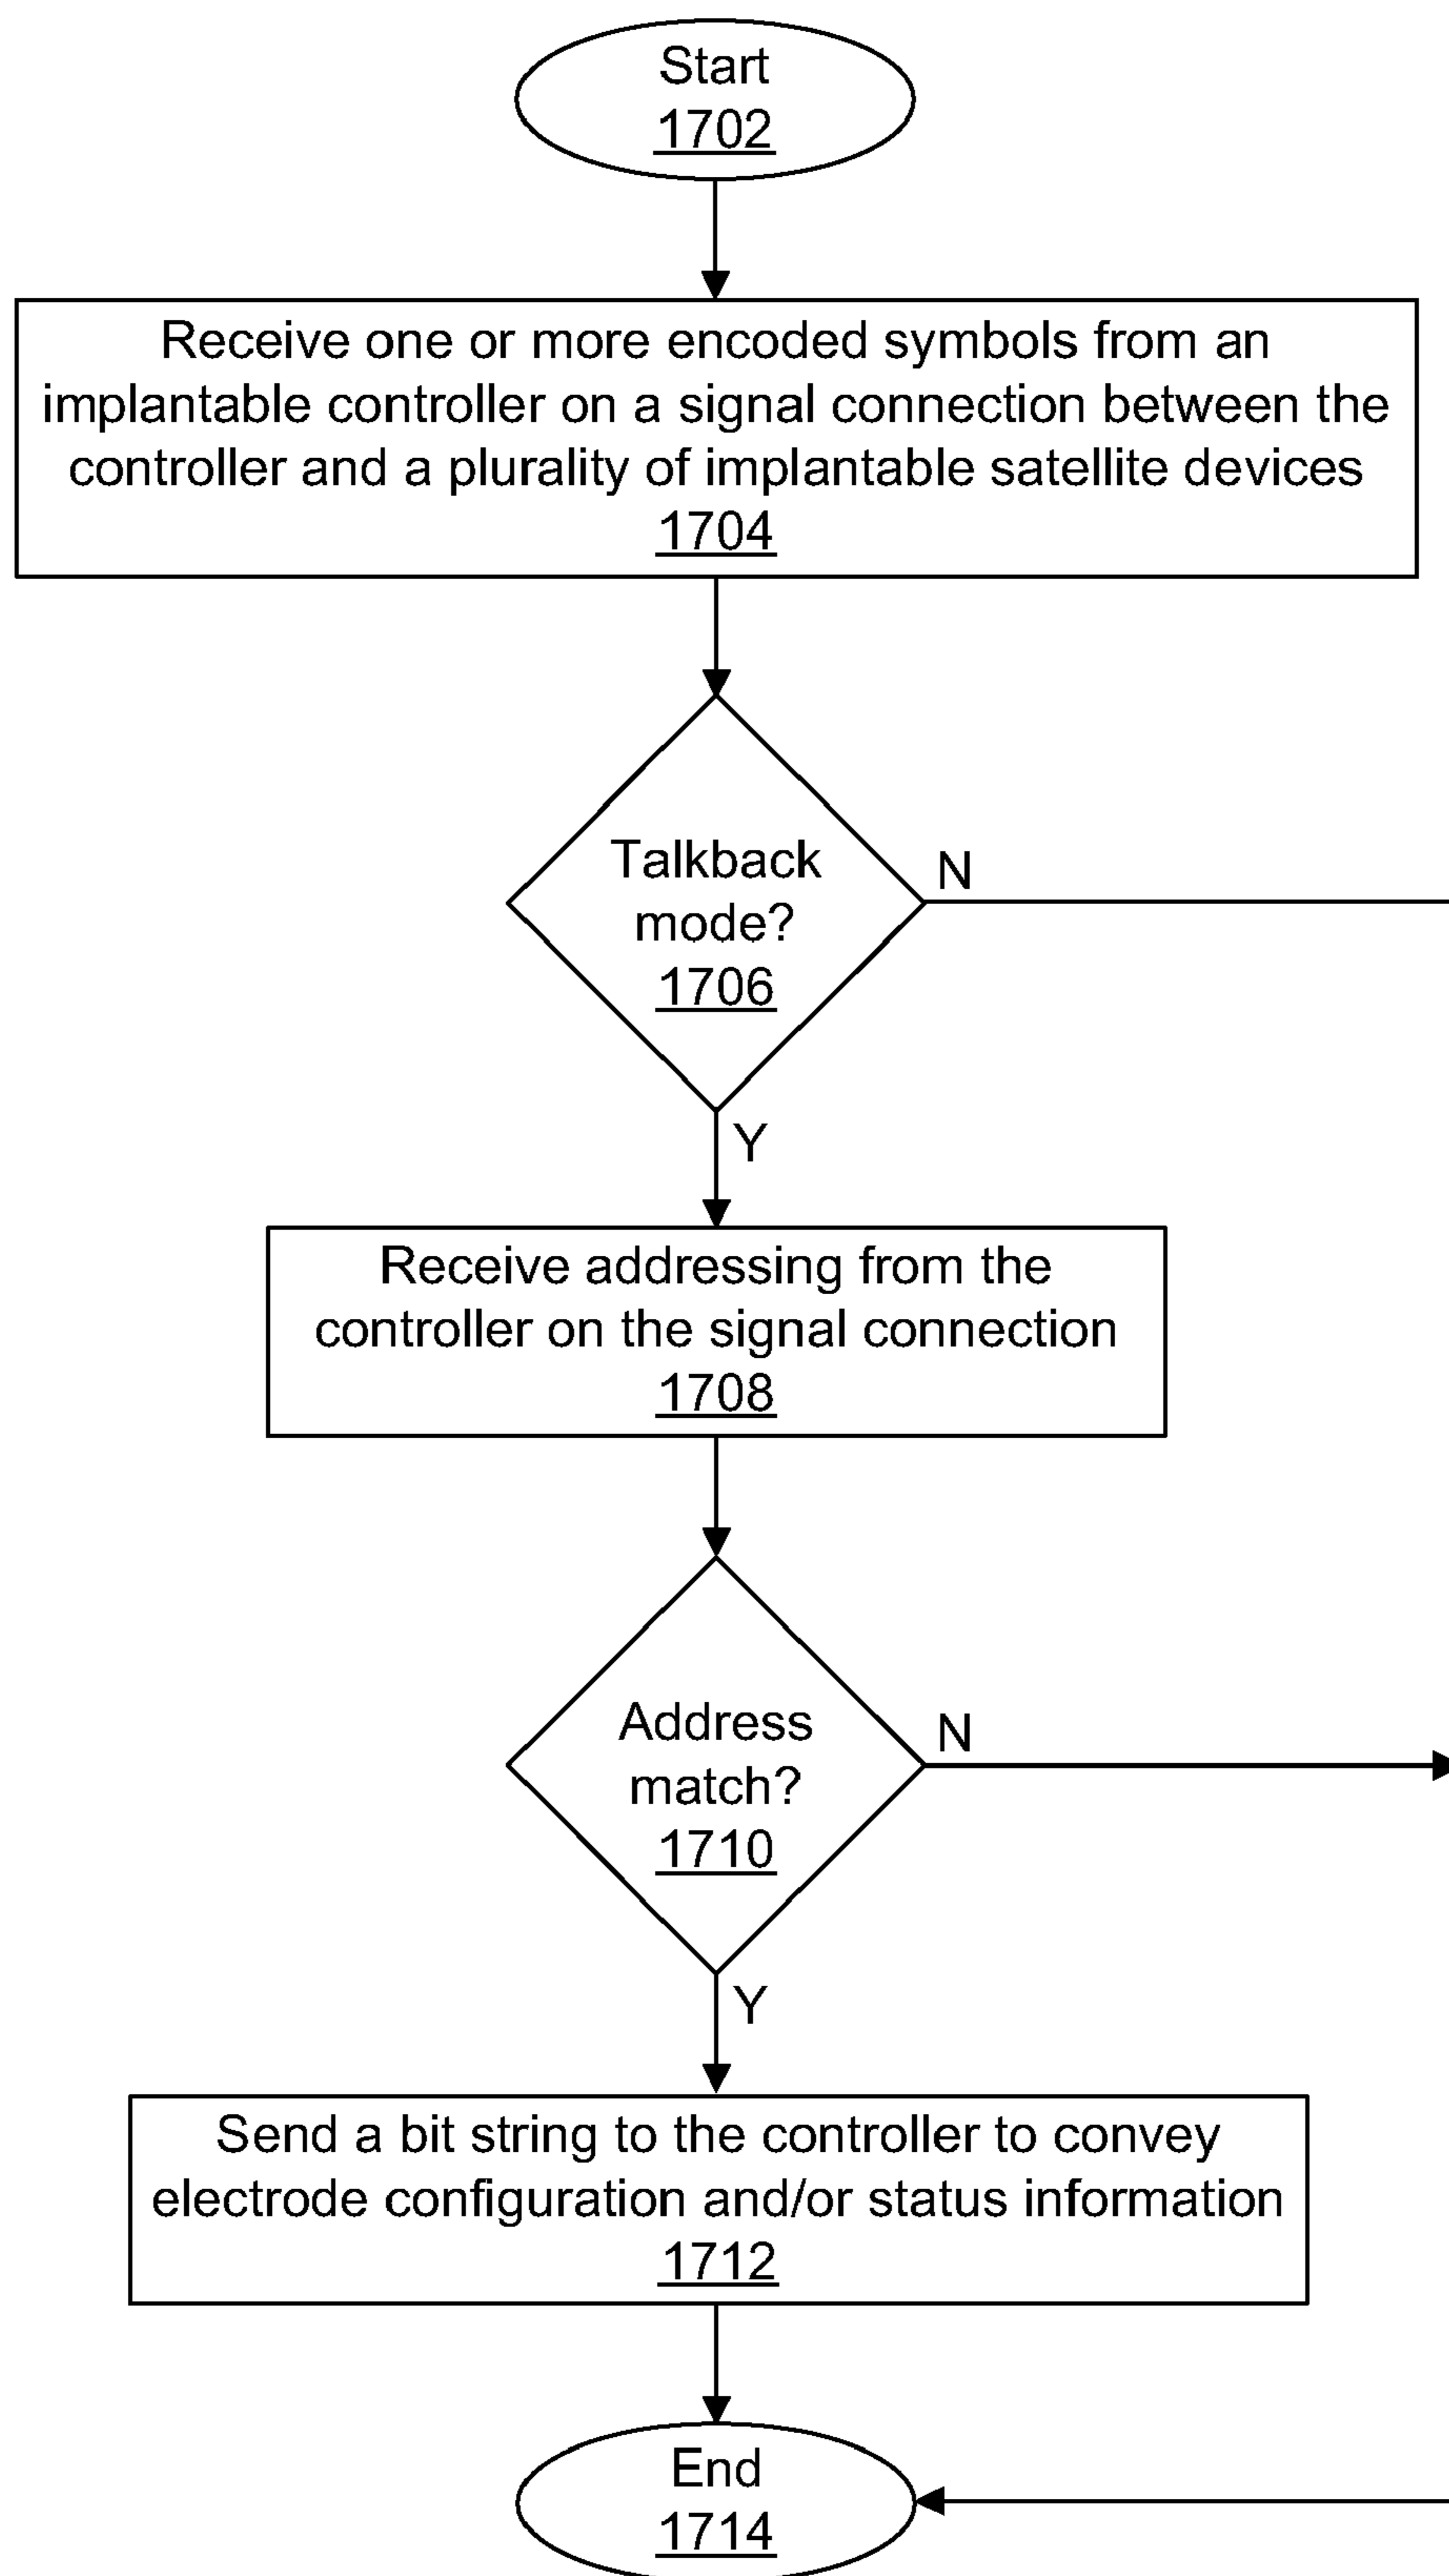 Start
1702
Receive one or more encoded symbols from an
implantable controller on a signal connection between the
controller and a plurality of implantable satellite devices
1704
Talkback
mode?
1706
N
Y
Receive addressing from the
controller on the signal connection
1708
Address
match?
1710
N
Y
Send a bit string to the controller to convey
electrode configuration and/or status information
1712
End
1714